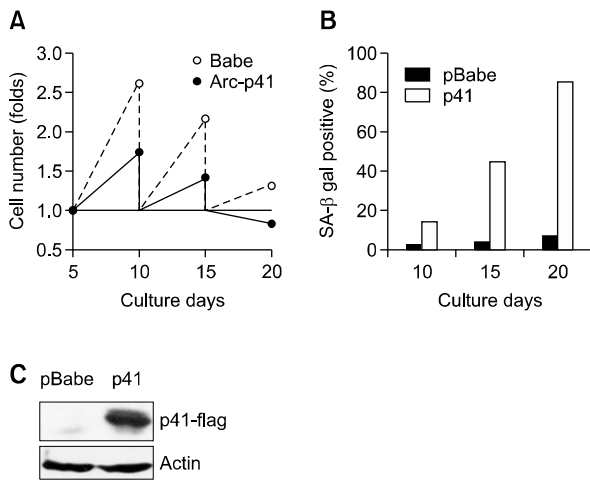 A
Cell number (folds)
3.0
2.5
2.0
1.5
1.0
0.5
5 10 15 20
Culture days
Babe
Arc-p41
B
SA-β gal positive (%)
100
80
60
40
20
0
10 15 20
Culture days
pBabe
p41
C
pBabe p41
p41-flag
Actin